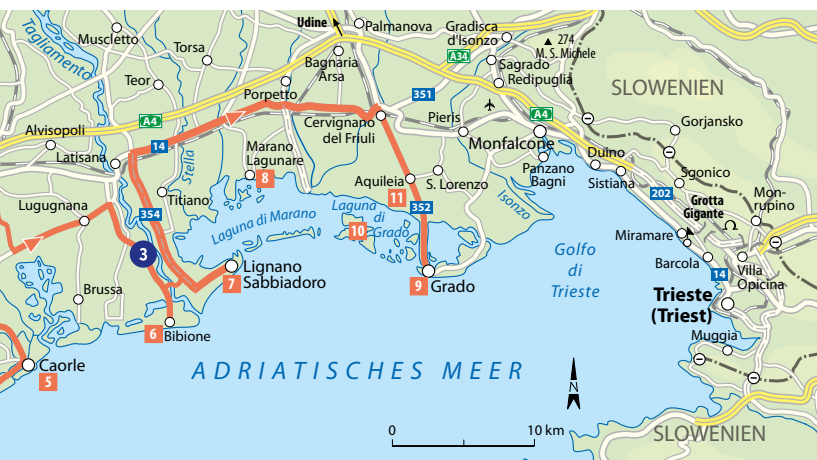 Udine
Palmanova
Gradisca
d'Isonzo
274
M. S. Michele
Muscletto
Tagliamento
Torsa
Bagnaria
Arsa
A34
Sagrado
Redipuglia
SLOWENIEN
Teor
Porpetto
351
A4
Cervignano
del Friuli
Pieris
A4
Monfalcone
Gorjansko
Alvisopoli
14
Latisana
Stella
Marano
Lagunare
8
Aquileia
11
S. Lorenzo
Panzano
Bagni
Duino
Sistiana
Sgonico
202
Grotta
Gigante
Mon-
rupino
Lugugnana
Titiano
354
Laguna di Marano
Laguna
di
Grado
10
352
Isonzo
Miramare
Barcola
14
Villa
Opicina
3
Golfo
di
Trieste
Lignano
Sabbiadoro
7
9
Grado
Brussa
Trieste
(Triest)
6
Bibione
Muggia
Caorle
5
ADRIATISCHES MEER
N
0
10 km
SLOWENIEN